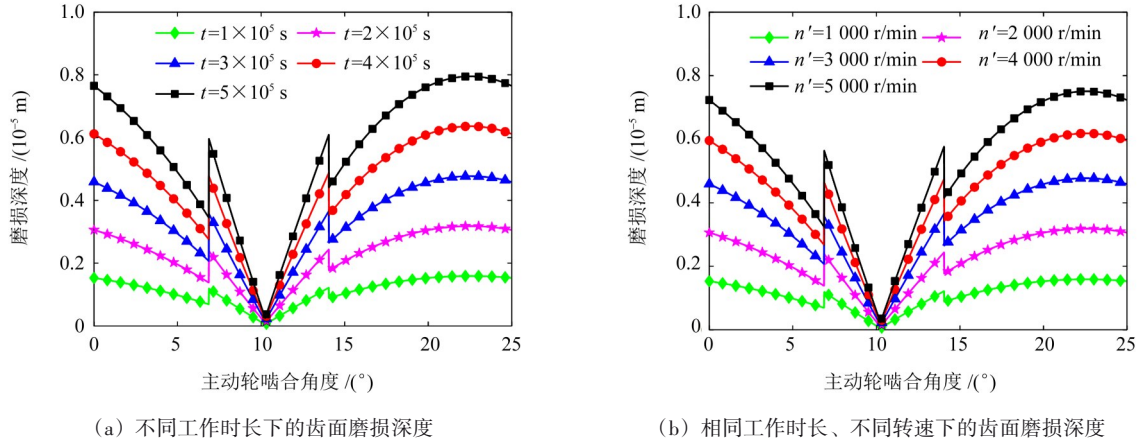 1.0
0.8
0.6
0.4
0.2
0
磨损深度 /(10⁻⁵ m)
t=1×10⁵ s
t=2×10⁵ s
t=3×10⁵ s
t=4×10⁵ s
t=5×10⁵ s
0 5 10 15 20 25
主动轮啮合角度 /(°)
(a) 不同工作时长下的齿面磨损深度
1.0
0.8
0.6
0.4
0.2
0
磨损深度 /(10⁻⁵ m)
n′=1 000 r/min
n′=2 000 r/min
n′=3 000 r/min
n′=4 000 r/min
n′=5 000 r/min
0 5 10 15 20 25
主动轮啮合角度 /(°)
(b) 相同工作时长、不同转速下的齿面磨损深度